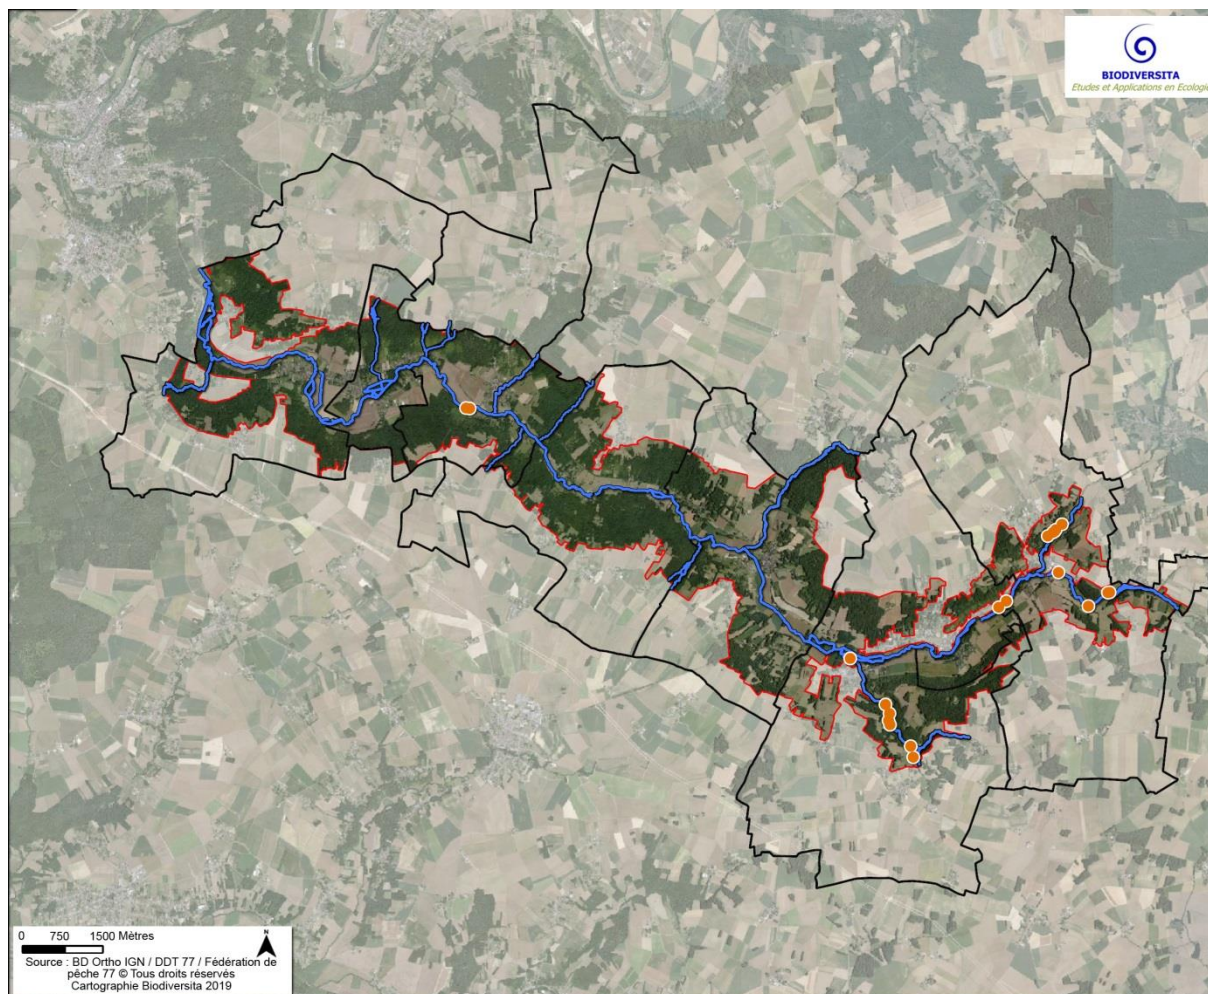 BIODIVERSITA
Etudes et Applications en Ecologie
0 750 1500 Mètres
N
Source : BD Ortho IGN / DDT 77 / Fédération de
pêche 77 © Tous droits réservés
Cartographie Biodiversita 2019